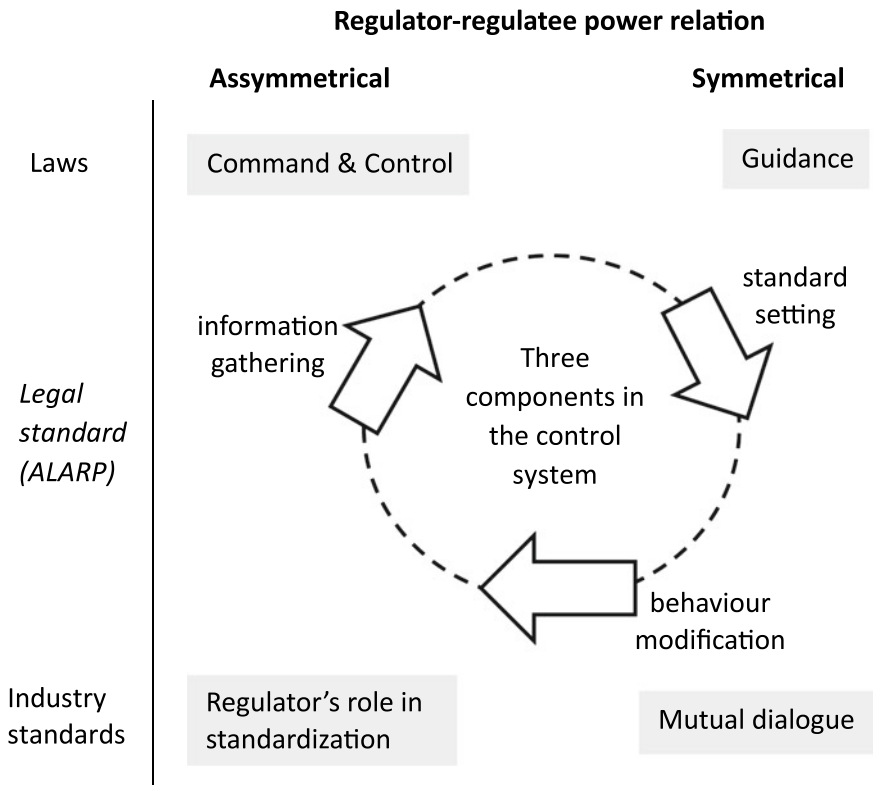 Regulator-regulatee power relation
Assymmetrical
Symmetrical
Laws
Command & Control
Guidance
information
gathering
standard
setting
Three
components in
the control
system
Legal
standard
(ALARP)
behaviour
modification
Industry
standards
Regulator’s role in
standardization
Mutual dialogue